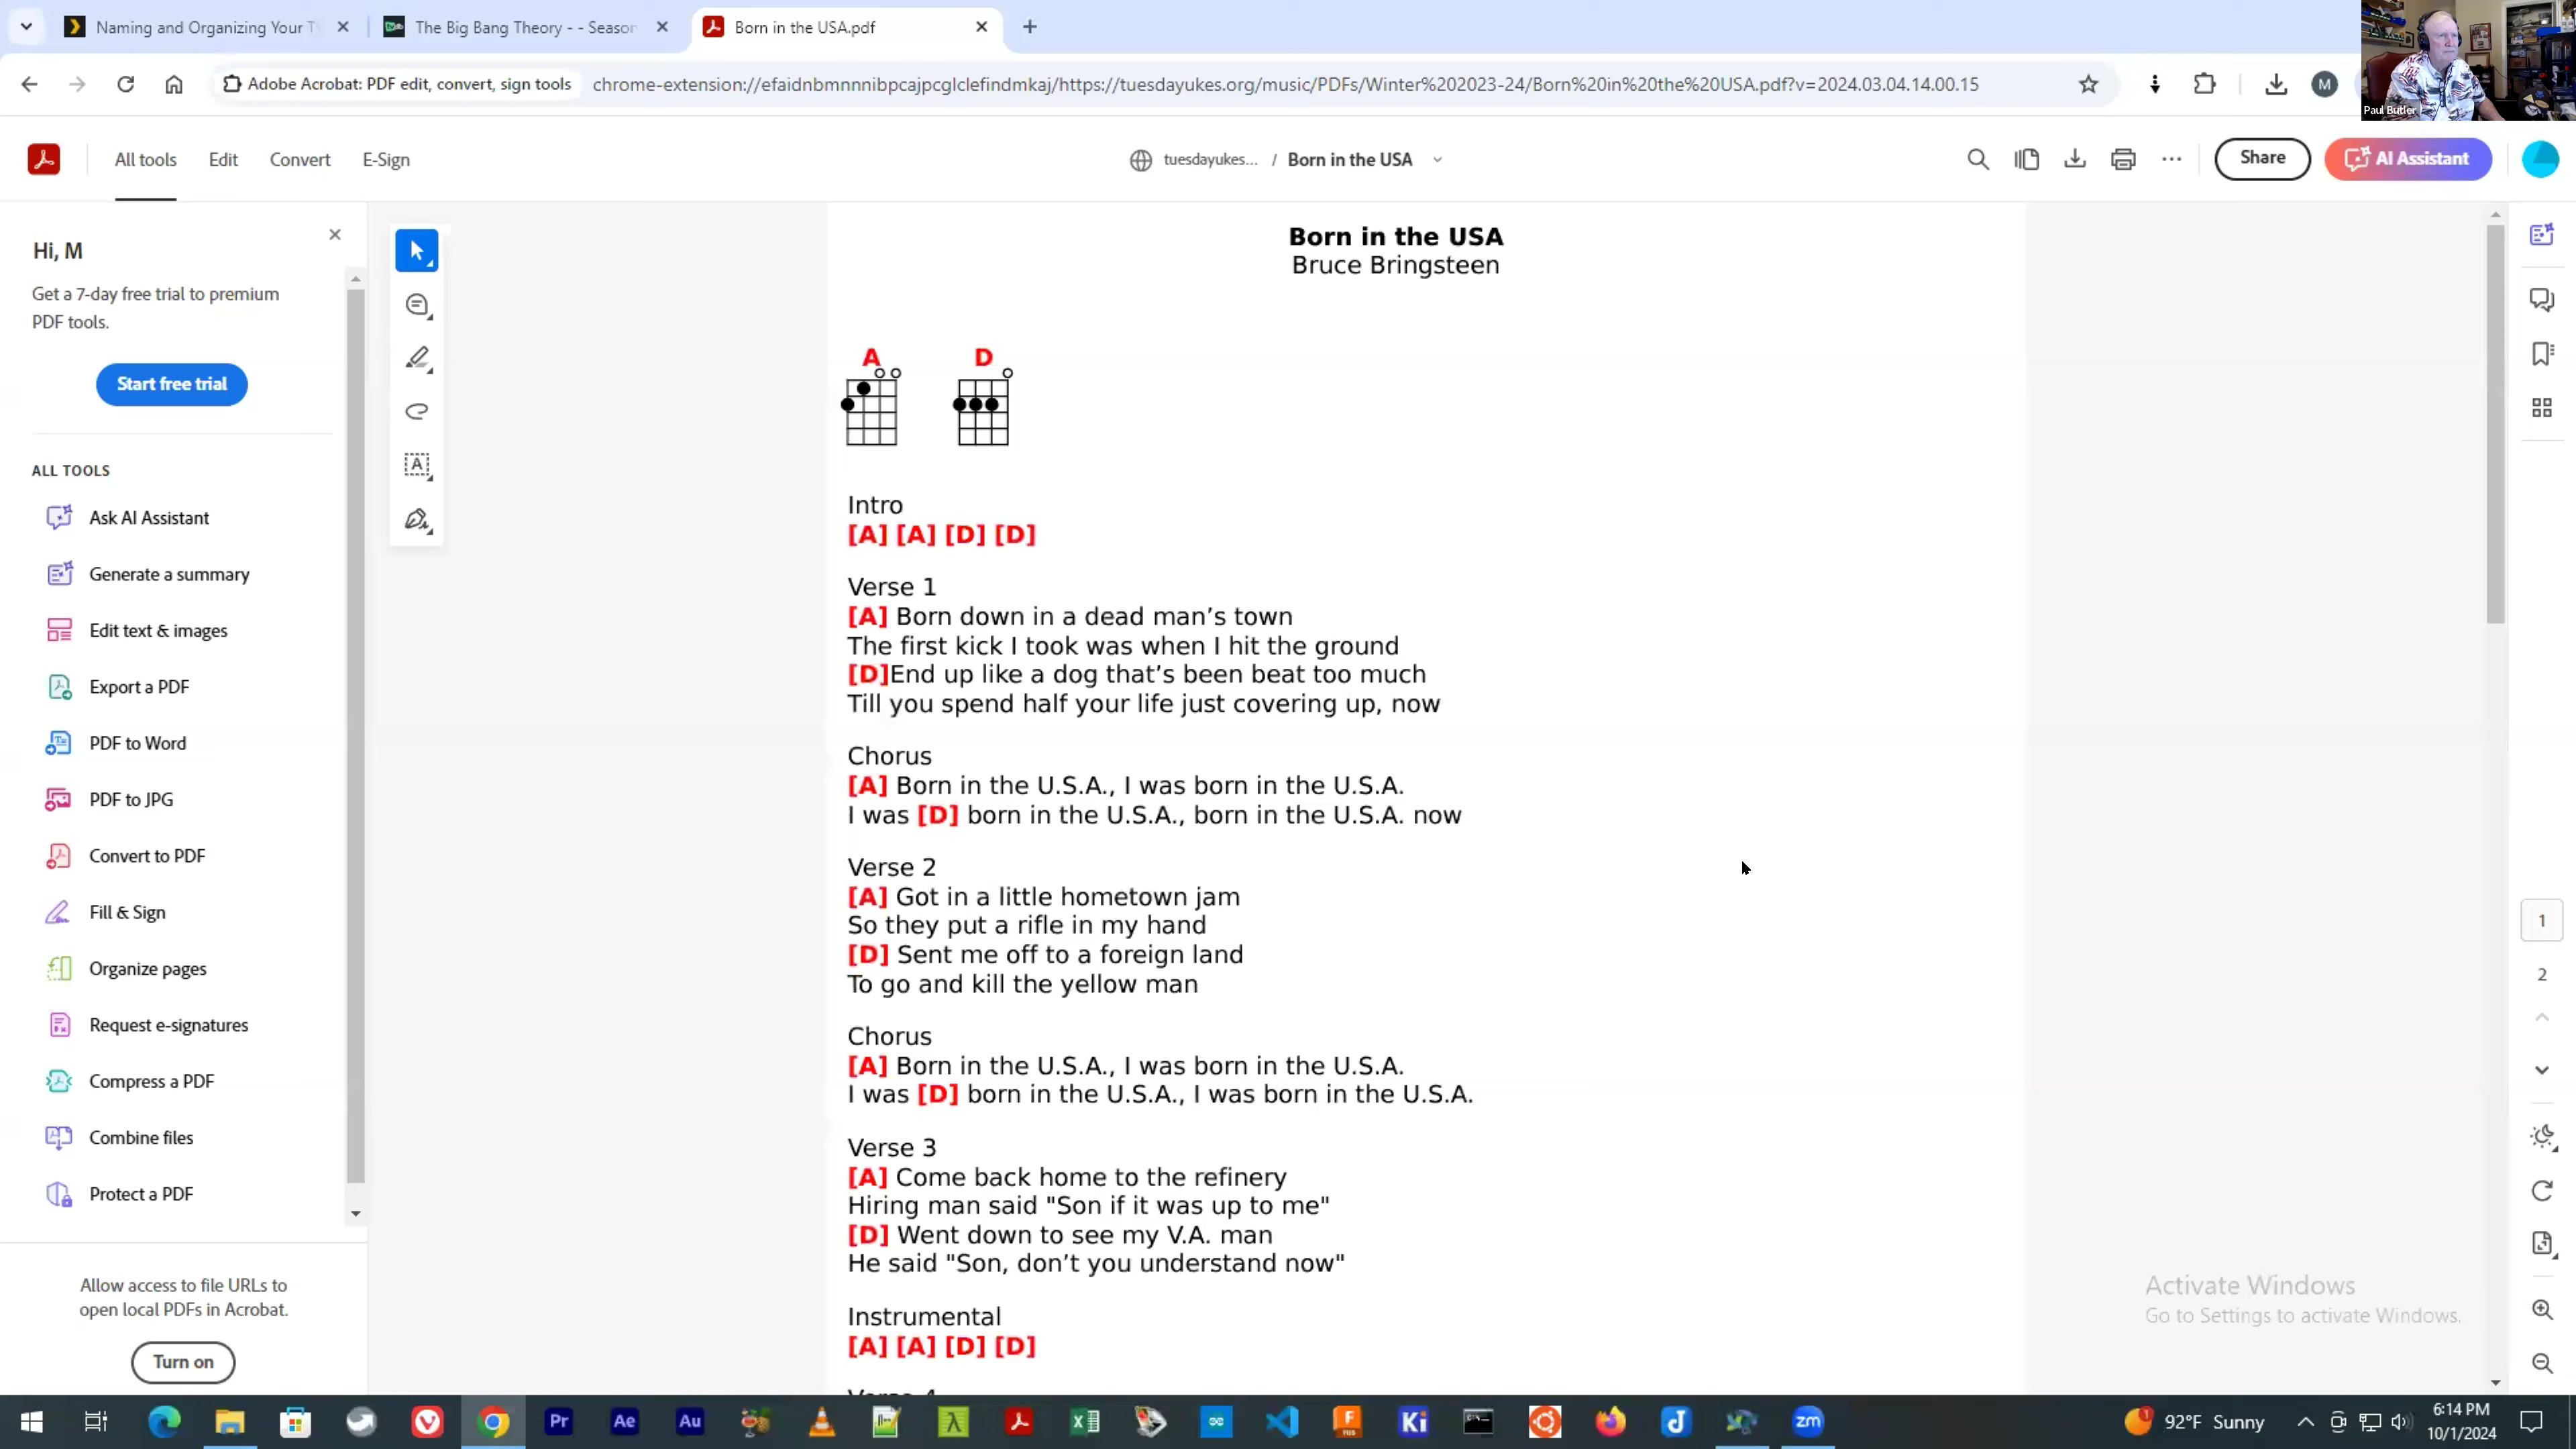 Naming and Organizing Your T
The Big Bang Theory - - Season
Born in the USA.pdf
Adobe Acrobat: PDF edit, convert, sign tools
chrome-extension://efaidnbmnnnibpcajpcglclefindmkaj/https://tuesdayukes.org/music/PDFs/Winter%202023-24/Born%20in%20the%20USA.pdf?v=2024.03.04.14.00.15
M
Paul Butler
All tools
Edit
Convert
E-Sign
tuesdayukes... / Born in the USA
Share
AI Assistant
Hi, M
Get a 7-day free trial to premium
PDF tools.
Start free trial
ALL TOOLS
Ask AI Assistant
Generate a summary
Edit text & images
Export a PDF
PDF to Word
PDF to JPG
Convert to PDF
Fill & Sign
Organize pages
Request e-signatures
Compress a PDF
Combine files
Protect a PDF
Allow access to file URLs to
open local PDFs in Acrobat.
Turn on
Born in the USA
Bruce Bringsteen
A D
Intro
[A] [A] [D] [D]
Verse 1
[A] Born down in a dead man’s town
The first kick I took was when I hit the ground
[D]End up like a dog that’s been beat too much
Till you spend half your life just covering up, now
Chorus
[A] Born in the U.S.A., I was born in the U.S.A.
I was [D] born in the U.S.A., born in the U.S.A. now
Verse 2
[A] Got in a little hometown jam
So they put a rifle in my hand
[D] Sent me off to a foreign land
To go and kill the yellow man
Chorus
[A] Born in the U.S.A., I was born in the U.S.A.
I was [D] born in the U.S.A., I was born in the U.S.A.
Verse 3
[A] Come back home to the refinery
Hiring man said "Son if it was up to me"
[D] Went down to see my V.A. man
He said "Son, don’t you understand now"
Instrumental
[A] [A] [D] [D]
Verse 4
1
2
Activate Windows
Go to Settings to activate Windows.
Pr
Ae
Au
Ki
zm
92°F Sunny
6:14 PM
10/1/2024